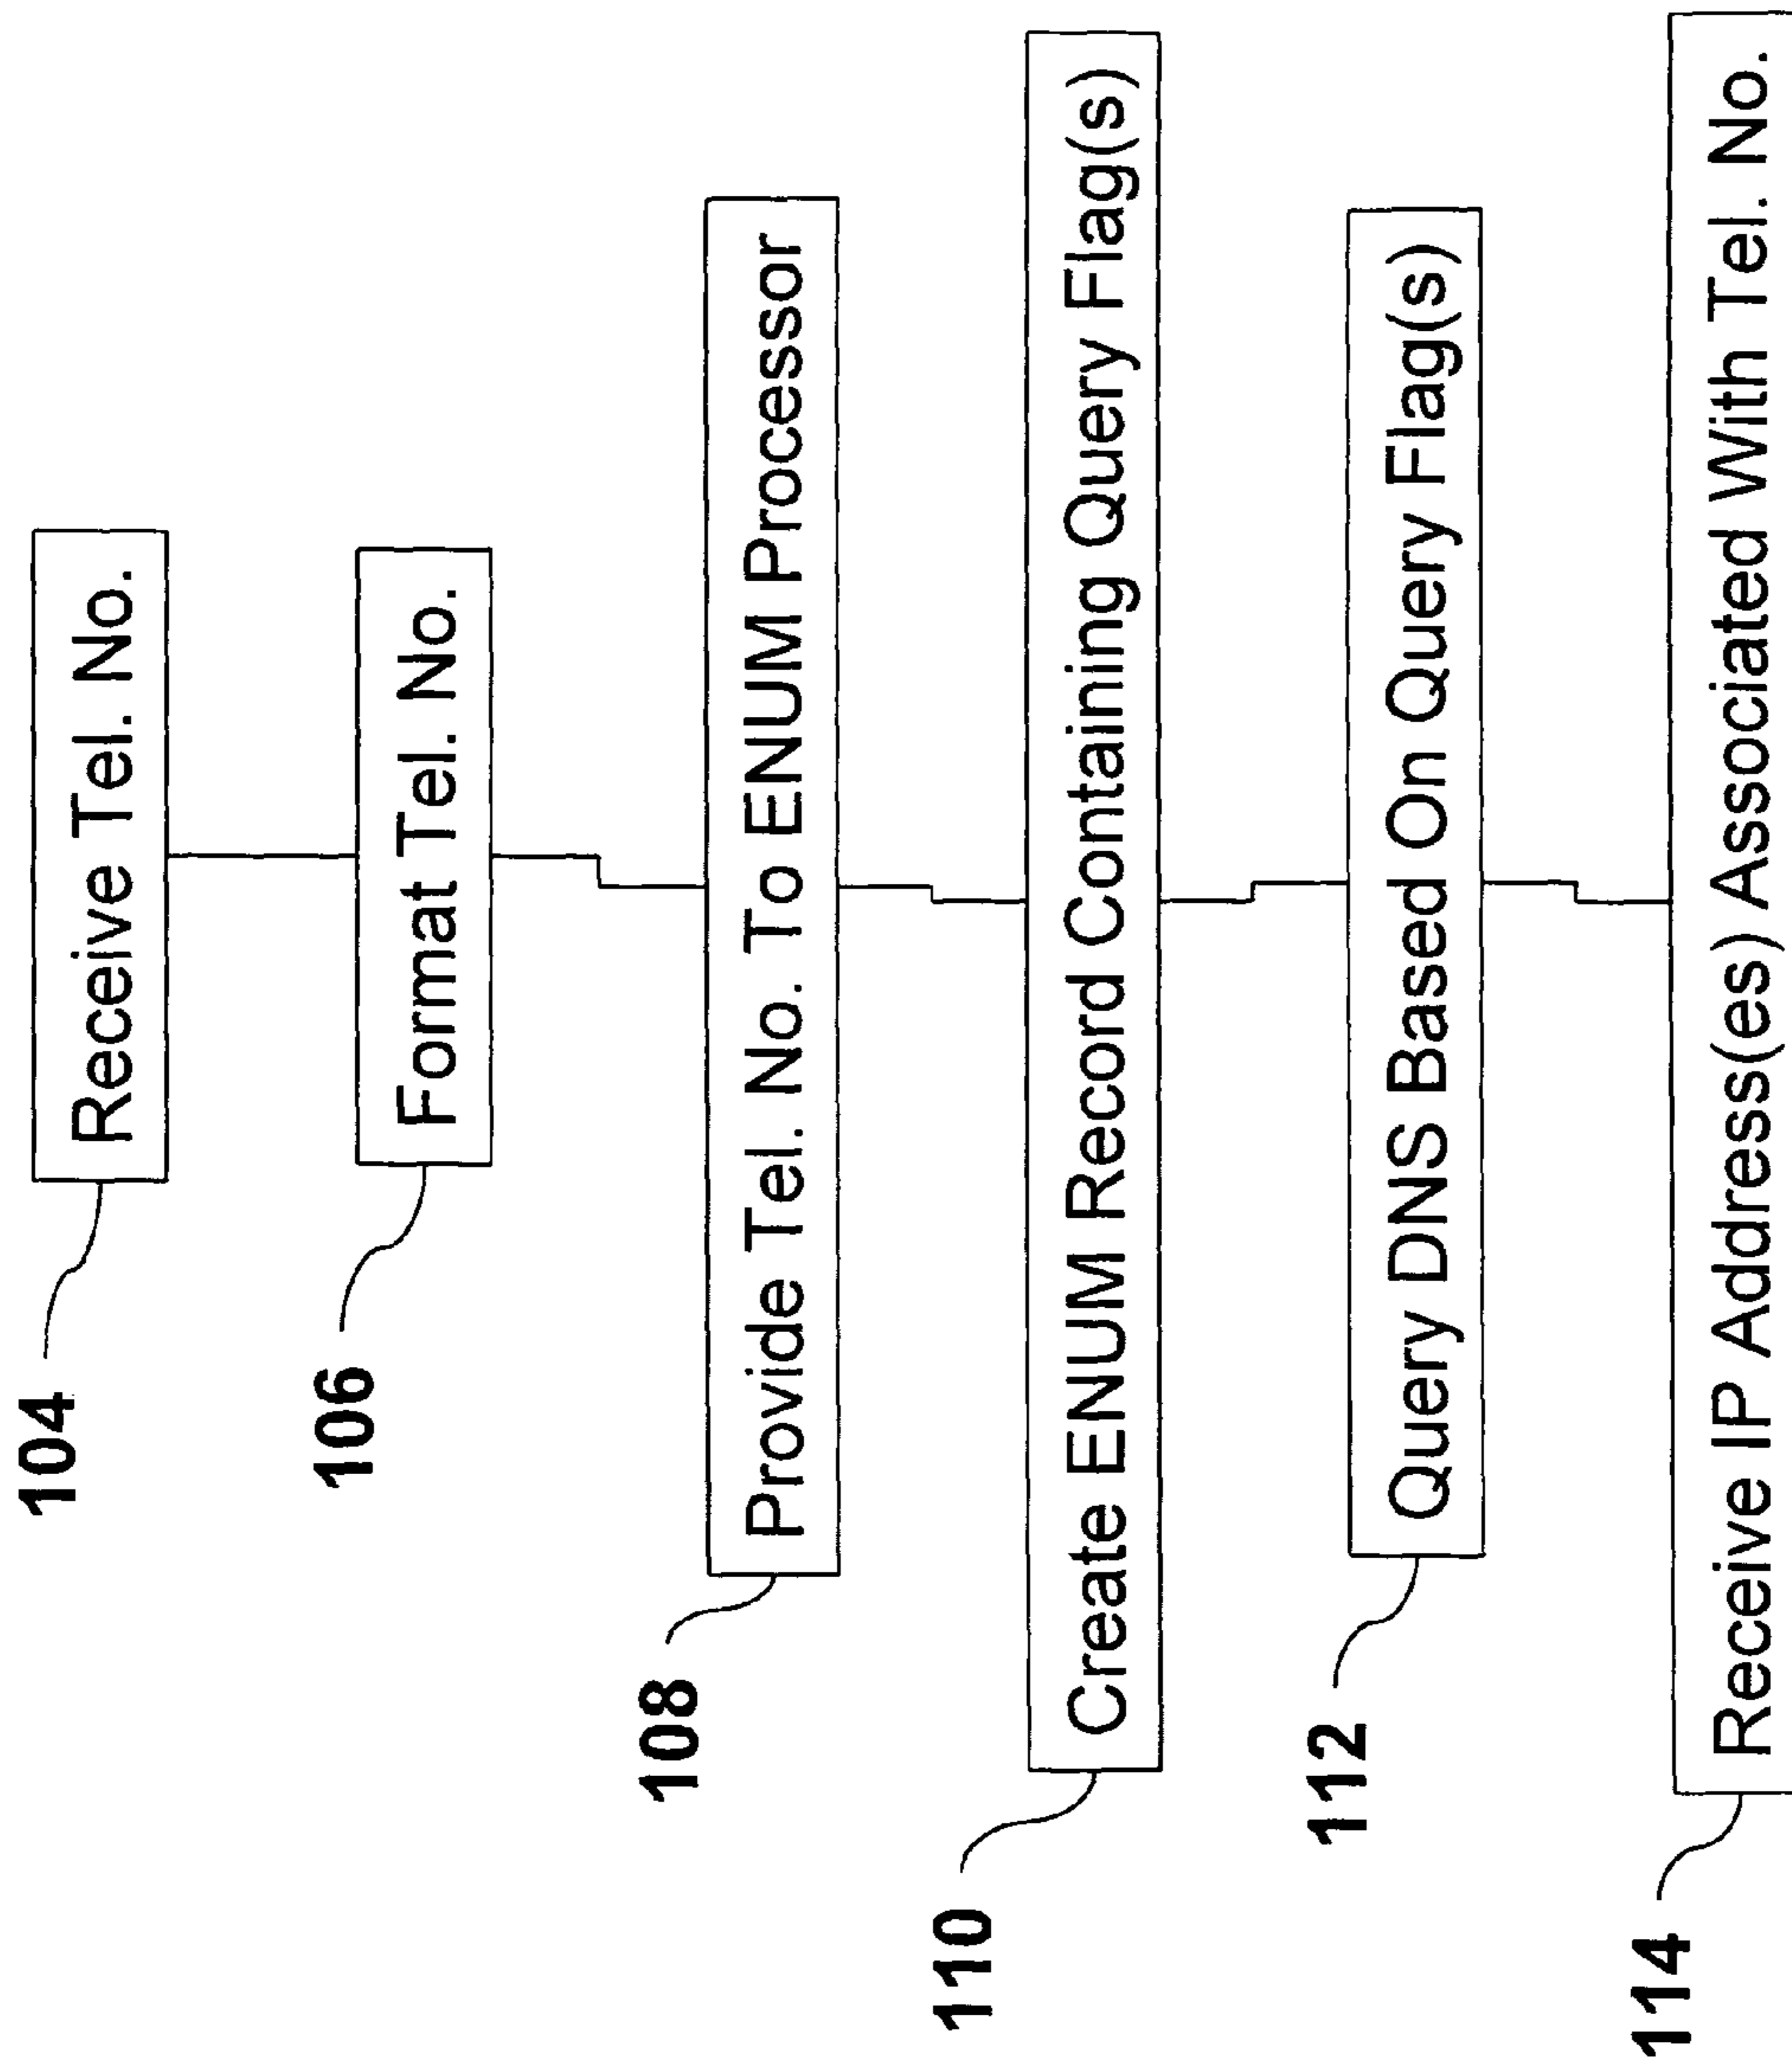 104
Receive Tel. No.
106
Format Tel. No.
108
Provide Tel. No. To ENUM Processor
110
Create ENUM Record Containing Query Flag(s)
112
Query DNS Based On Query Flag(s)
114
Receive IP Address(es) Associated With Tel. No.